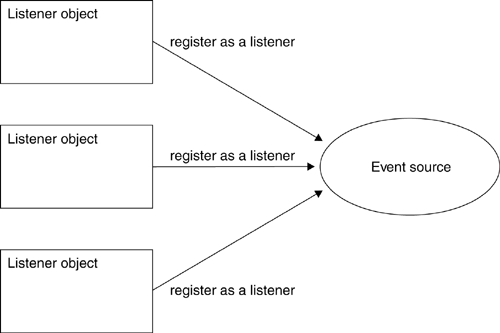 Listener object
register as a listener
Listener object
register as a listener
Event source
Listener object
register as a listener